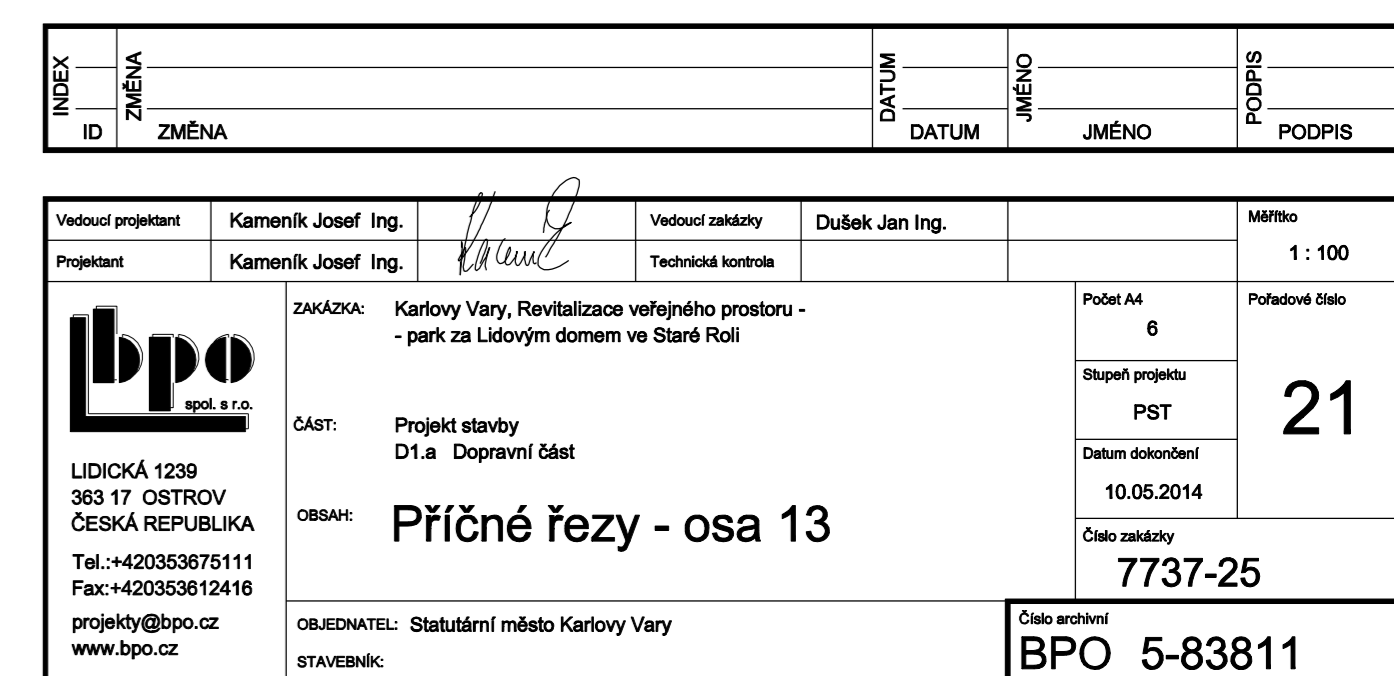 INDEX ZMĚNA DATUM JMÉNO PODPIS
ID ZMĚNA DATUM JMÉNO PODPIS
Vedoucí projektant Kameník Josef Ing. Vedoucí zakázky Dušek Jan Ing. Měřítko
1 : 100
Projektant Kameník Josef Ing. Technická kontrola
bpo
spol. s r.o.
LIDICKÁ 1239
363 17 OSTROV
ČESKÁ REPUBLIKA
Tel.:+420353675111
Fax:+420353612416
projekty@bpo.cz
www.bpo.cz
ZAKÁZKA: Karlovy Vary, Revitalizace veřejného prostoru -
- park za Lidovým domem ve Staré Roli
ČÁST: Projekt stavby
D1.a Dopravní část
OBSAH: Příčné řezy - osa 13
OBJEDNATEL: Statutární město Karlovy Vary
STAVEBNÍK:
Počet A4
6
Stupeň projektu
PST
Datum dokončení
10.05.2014
Pořadové číslo
21
Číslo zakázky
7737-25
Číslo archivní
BPO 5-83811